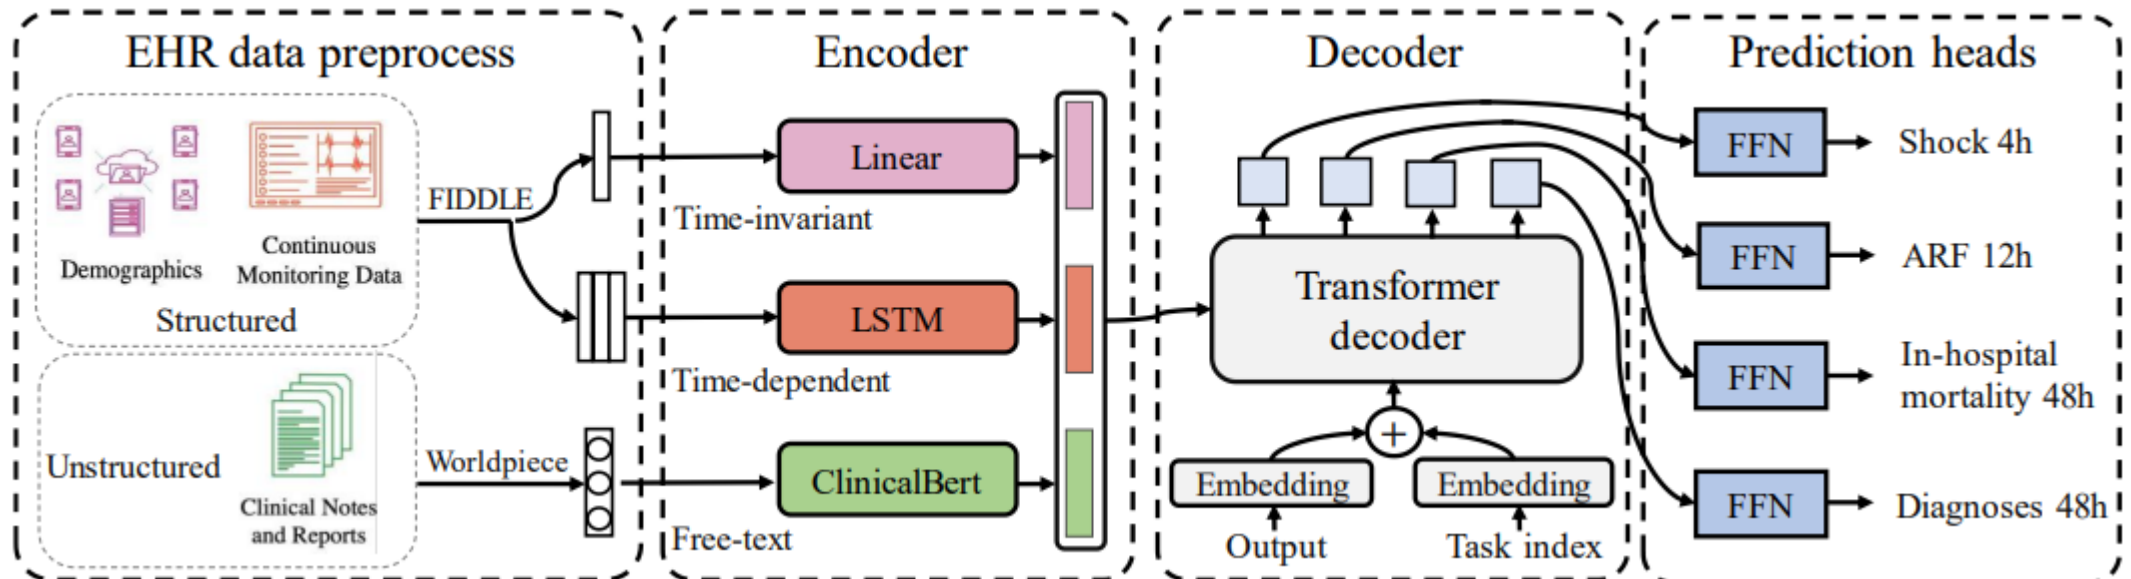 EHR data preprocess
Demographics
Continuous
Monitoring Data
Structured
FIDDLE
Unstructured
Clinical Notes
and Reports
Worldpiece
Encoder
Linear
Time-invariant
LSTM
Time-dependent
ClinicalBert
Free-text
Decoder
Transformer
decoder
+
Embedding
Embedding
Output
Task index
Prediction heads
FFN
Shock 4h
FFN
ARF 12h
FFN
In-hospital
mortality 48h
FFN
Diagnoses 48h